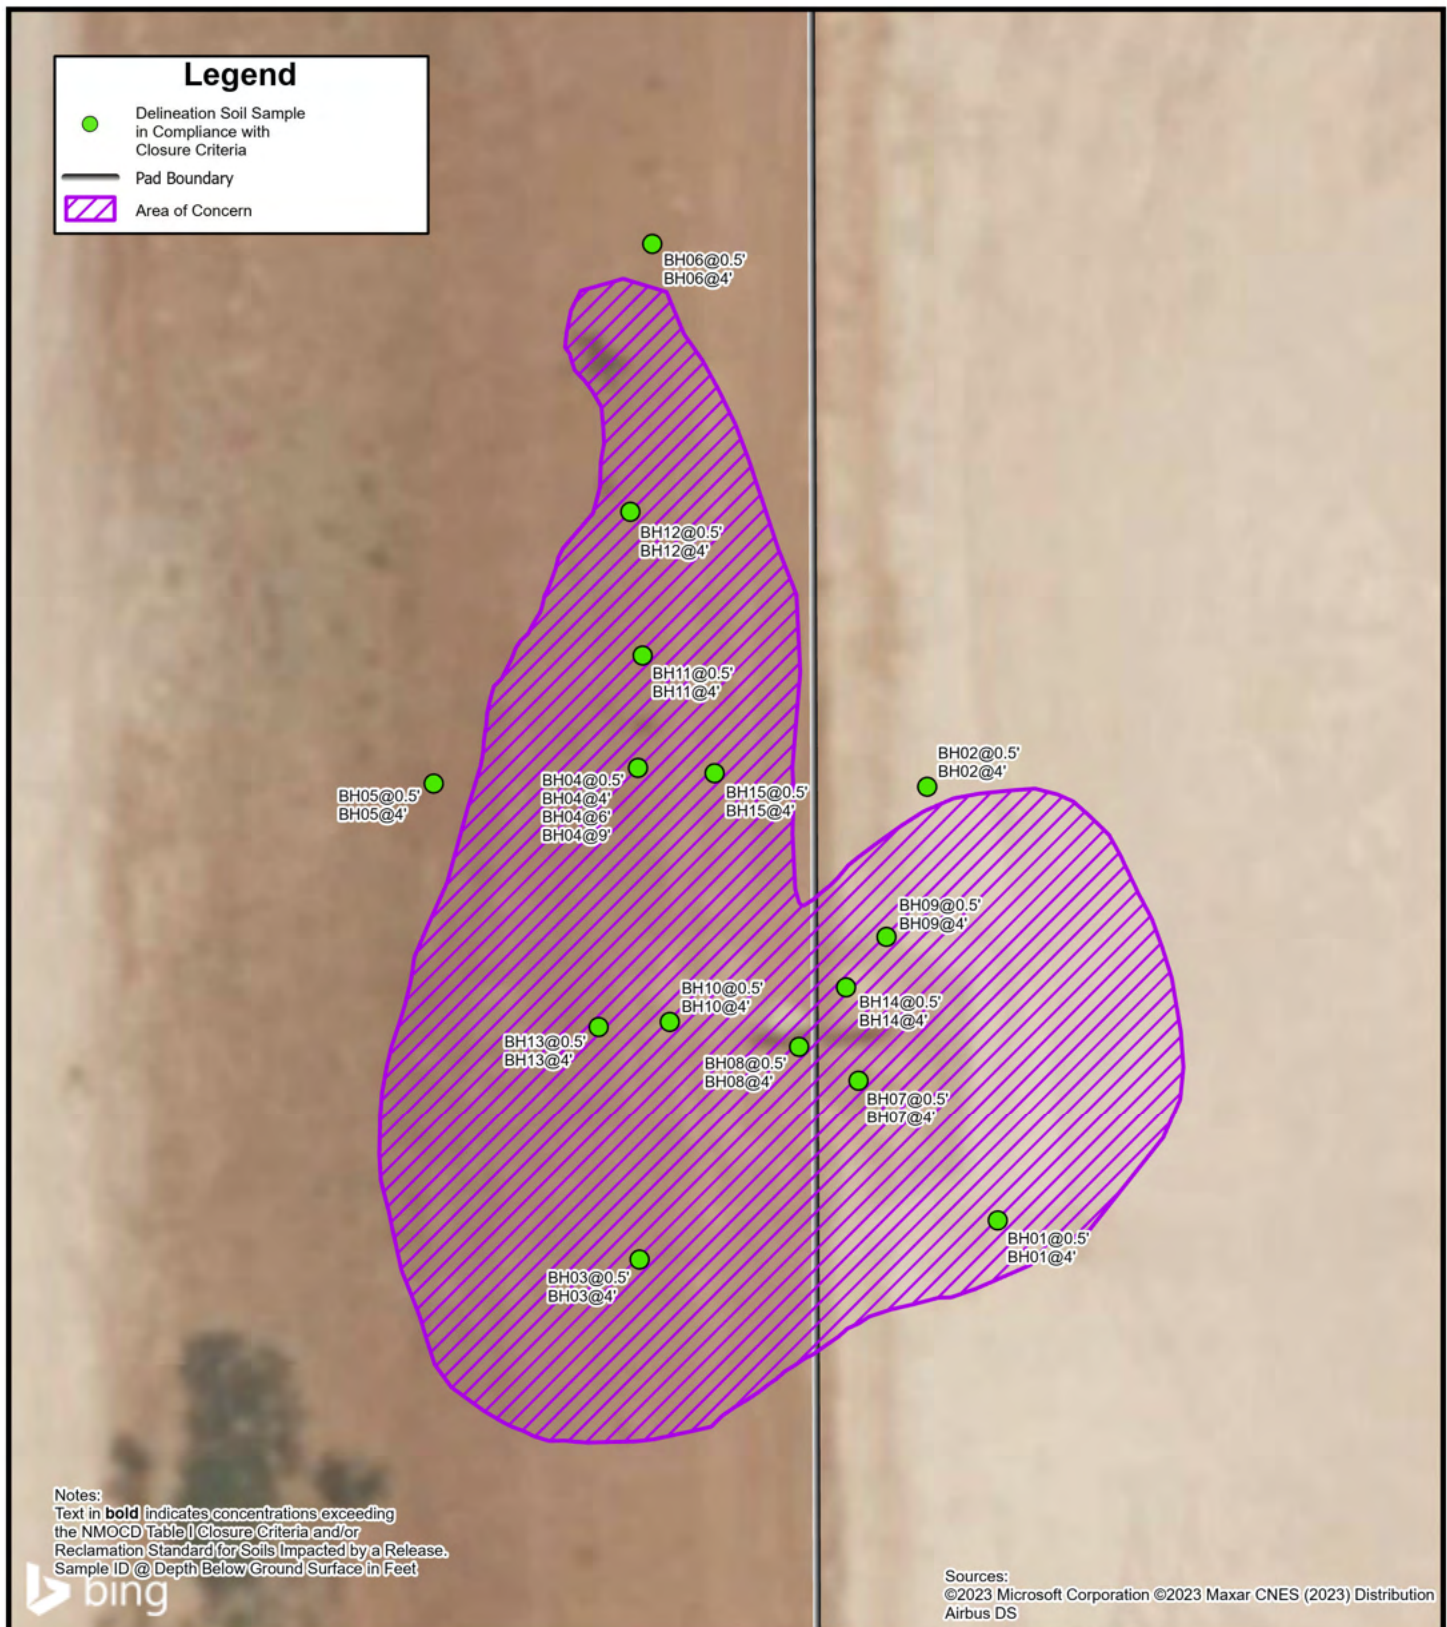 Legend
Delineation Soil Sample
in Compliance with
Closure Criteria
Pad Boundary
Area of Concern
BH06@0.5'
BH06@4'
BH12@0.5'
BH12@4'
BH11@0.5'
BH11@4'
BH02@0.5'
BH02@4'
BH05@0.5'
BH05@4'
BH04@0.5'
BH04@4'
BH04@6'
BH04@9'
BH15@0.5'
BH15@4'
BH09@0.5'
BH09@4'
BH10@0.5'
BH10@4'
BH14@0.5'
BH14@4'
BH13@0.5'
BH13@4'
BH08@0.5'
BH08@4'
BH07@0.5'
BH07@4'
BH01@0.5'
BH01@4'
BH03@0.5'
BH03@4'
Notes:
Text in bold indicates concentrations exceeding
the NMOCD Table I Closure Criteria and/or
Reclamation Standard for Soils Impacted by a Release.
Sample ID @ Depth Below Ground Surface in Feet
bing
Sources:
©2023 Microsoft Corporation ©2023 Maxar CNES (2023) Distribution
Airbus DS